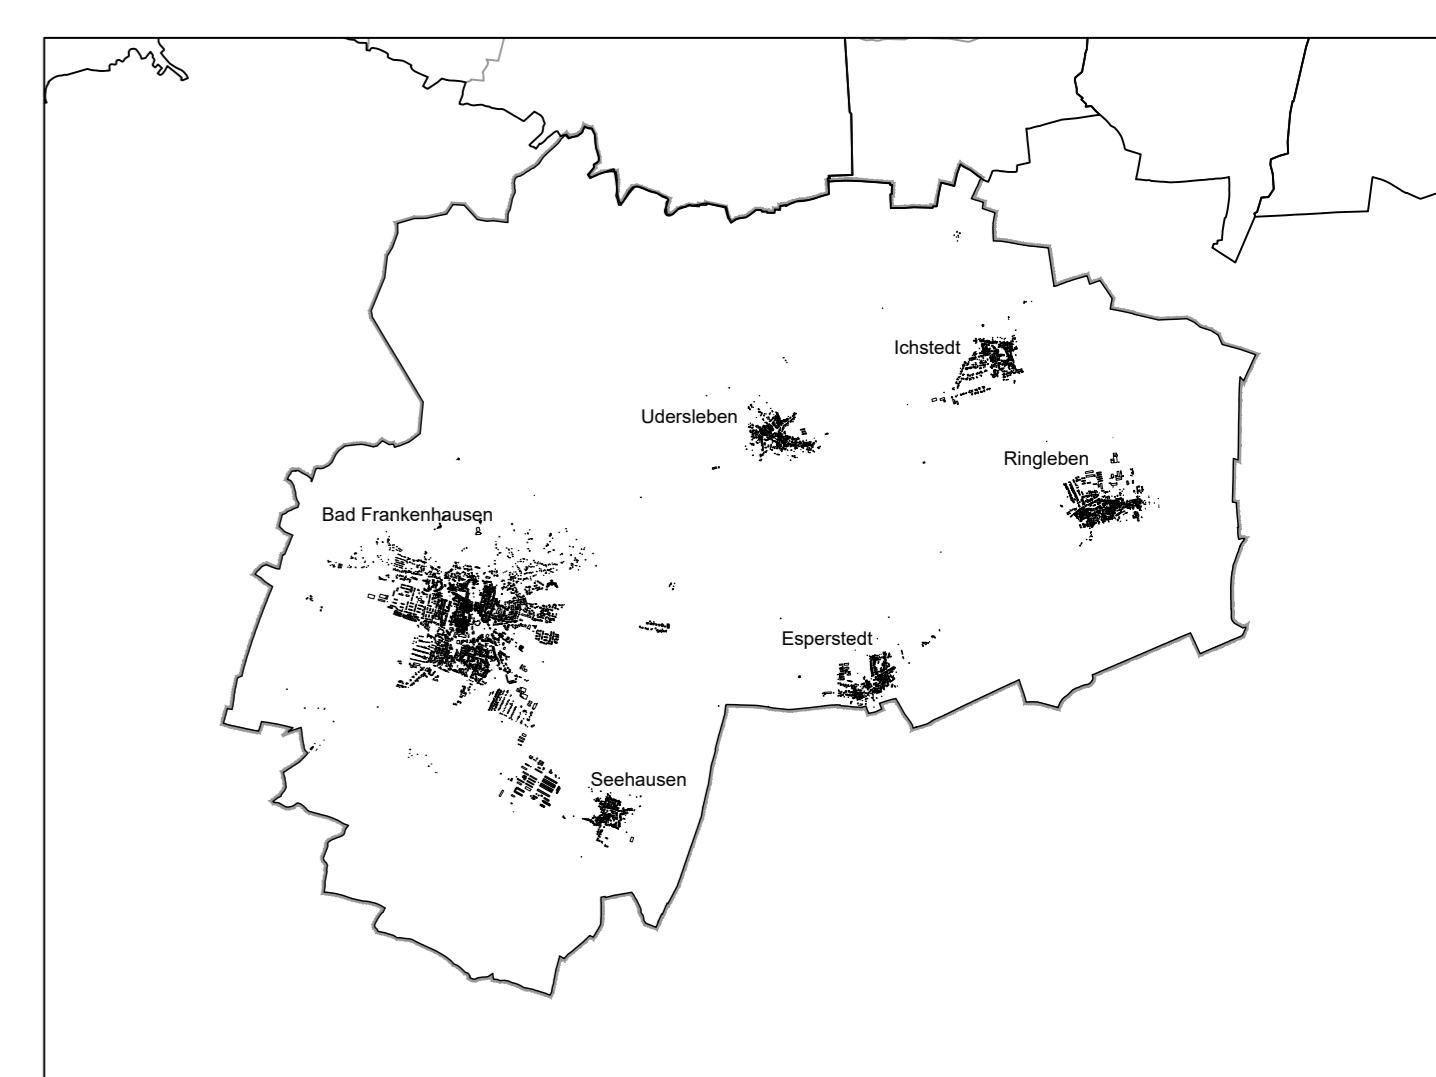 Ichstedt
Udersleben
Ringleben
Bad Frankenhausen
Esperstedt
Seehausen